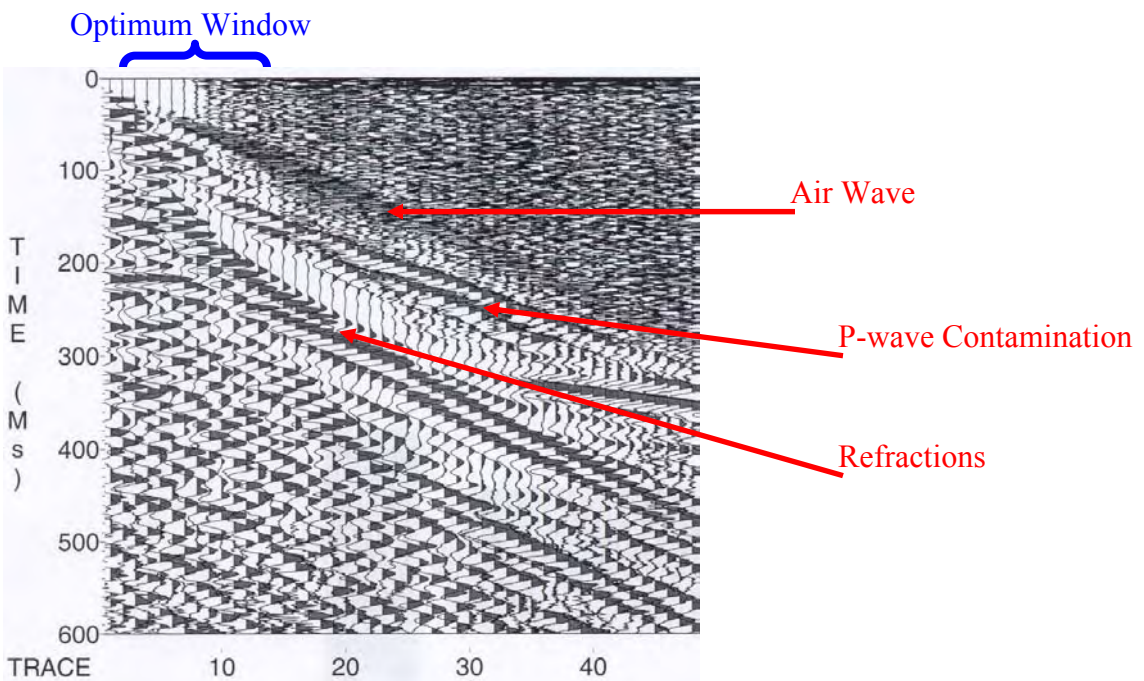 Optimum Window
0
100
Air Wave
T
I
M
E
(
M
s
)
200
300
P-wave Contamination
400
Refractions
500
600
TRACE 10 20 30 40